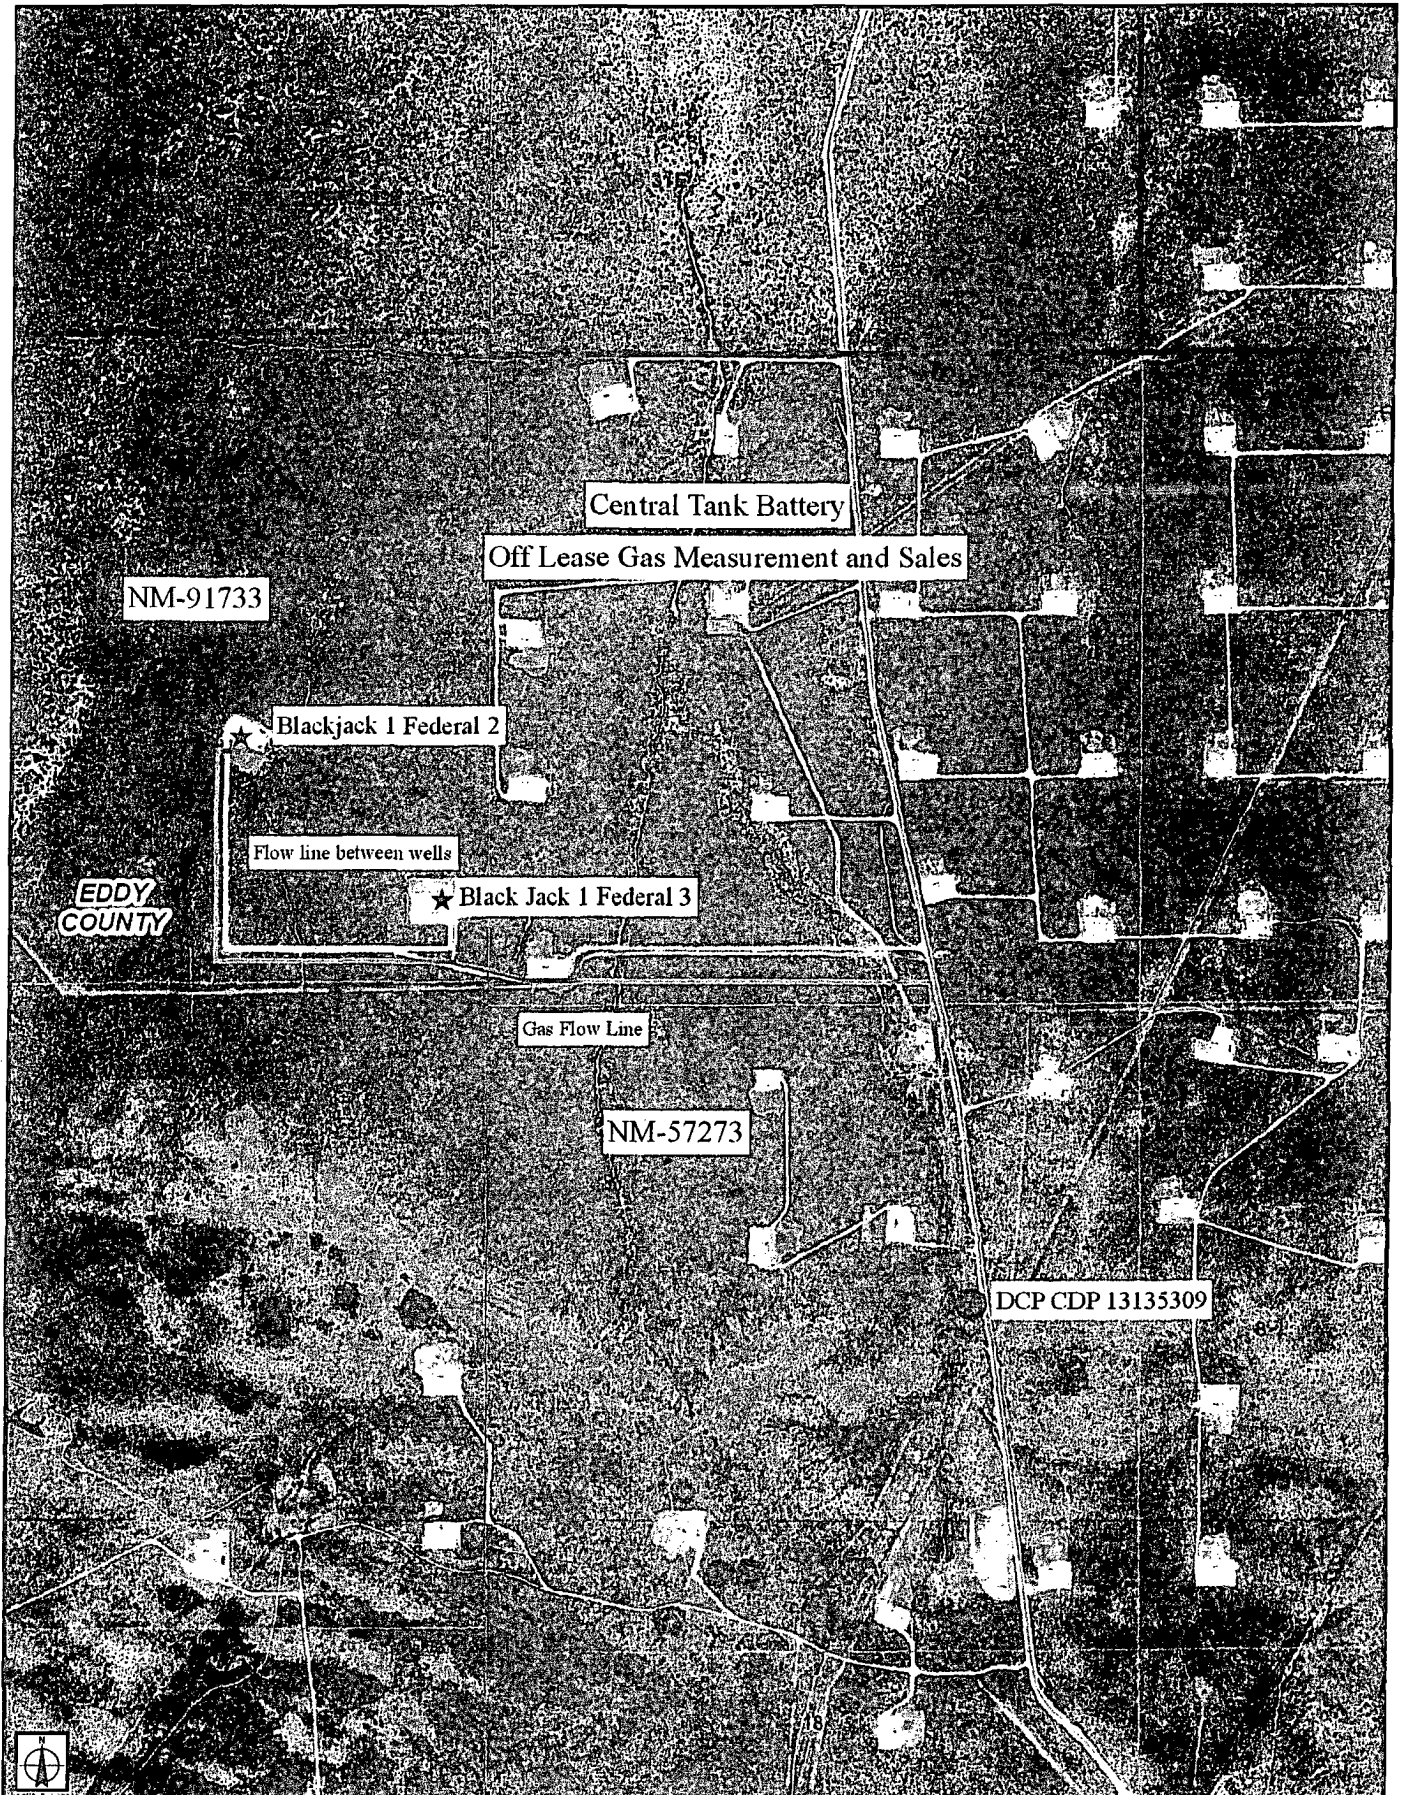 Central Tank Battery
Off Lease Gas Measurement and Sales
NM-91733
Blackjack 1 Federal 2
Flow line between wells
EDDY
COUNTY
Black Jack 1 Federal 3
Gas Flow Line
NM-57273
DCP CDP 13135309
18
N